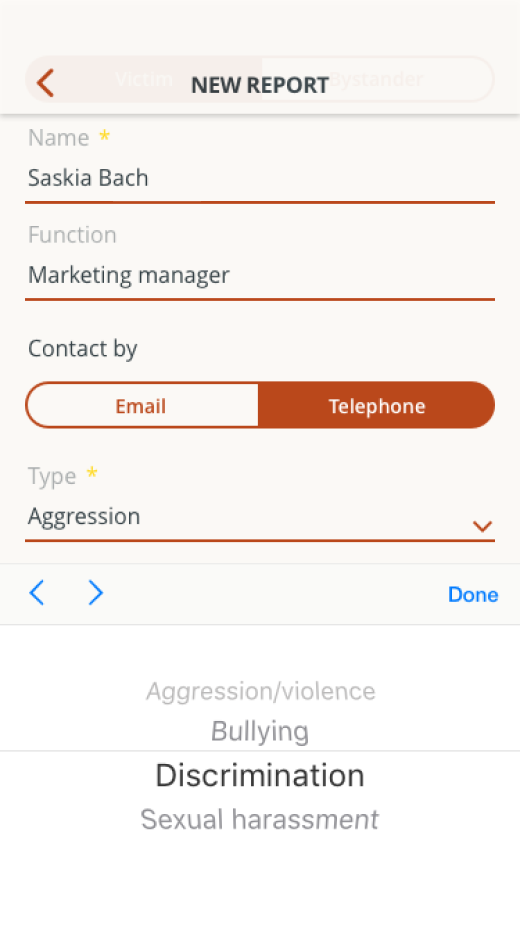 Victim Bystander
NEW REPORT
Name *
Saskia Bach
Function
Marketing manager
Contact by
Email Telephone
Type *
Aggression
Done
Aggression/violence
Bullying
Discrimination
Sexual harassment